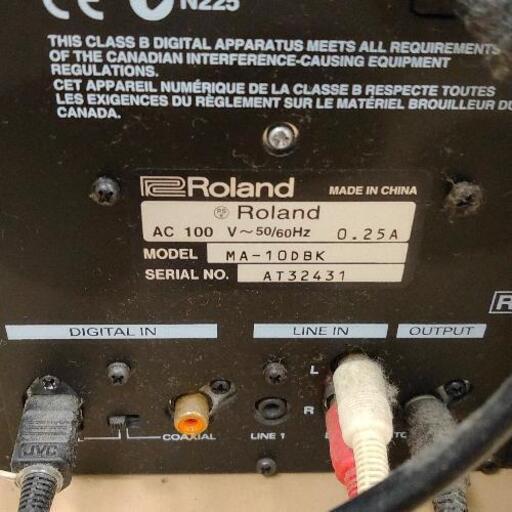 CE N225
THIS CLASS B DIGITAL APPARATUS MEETS ALL REQUIREMENTS
OF THE CANADIAN INTERFERENCE-CAUSING EQUIPMENT
REGULATIONS.
CET APPAREIL NUMÉRIQUE DE LA CLASSE B RESPECTE TOUTES
LES EXIGENCES DU RÈGLEMENT SUR LE MATÉRIEL BROUILLEUR DU
CANADA.
Roland MADE IN CHINA
Roland
AC 100 V~50/60Hz 0.25A
MODEL MA-10DBK
SERIAL NO. AT32431
R
DIGITAL IN LINE IN OUTPUT
L
R
JVC COAXIAL LINE 1